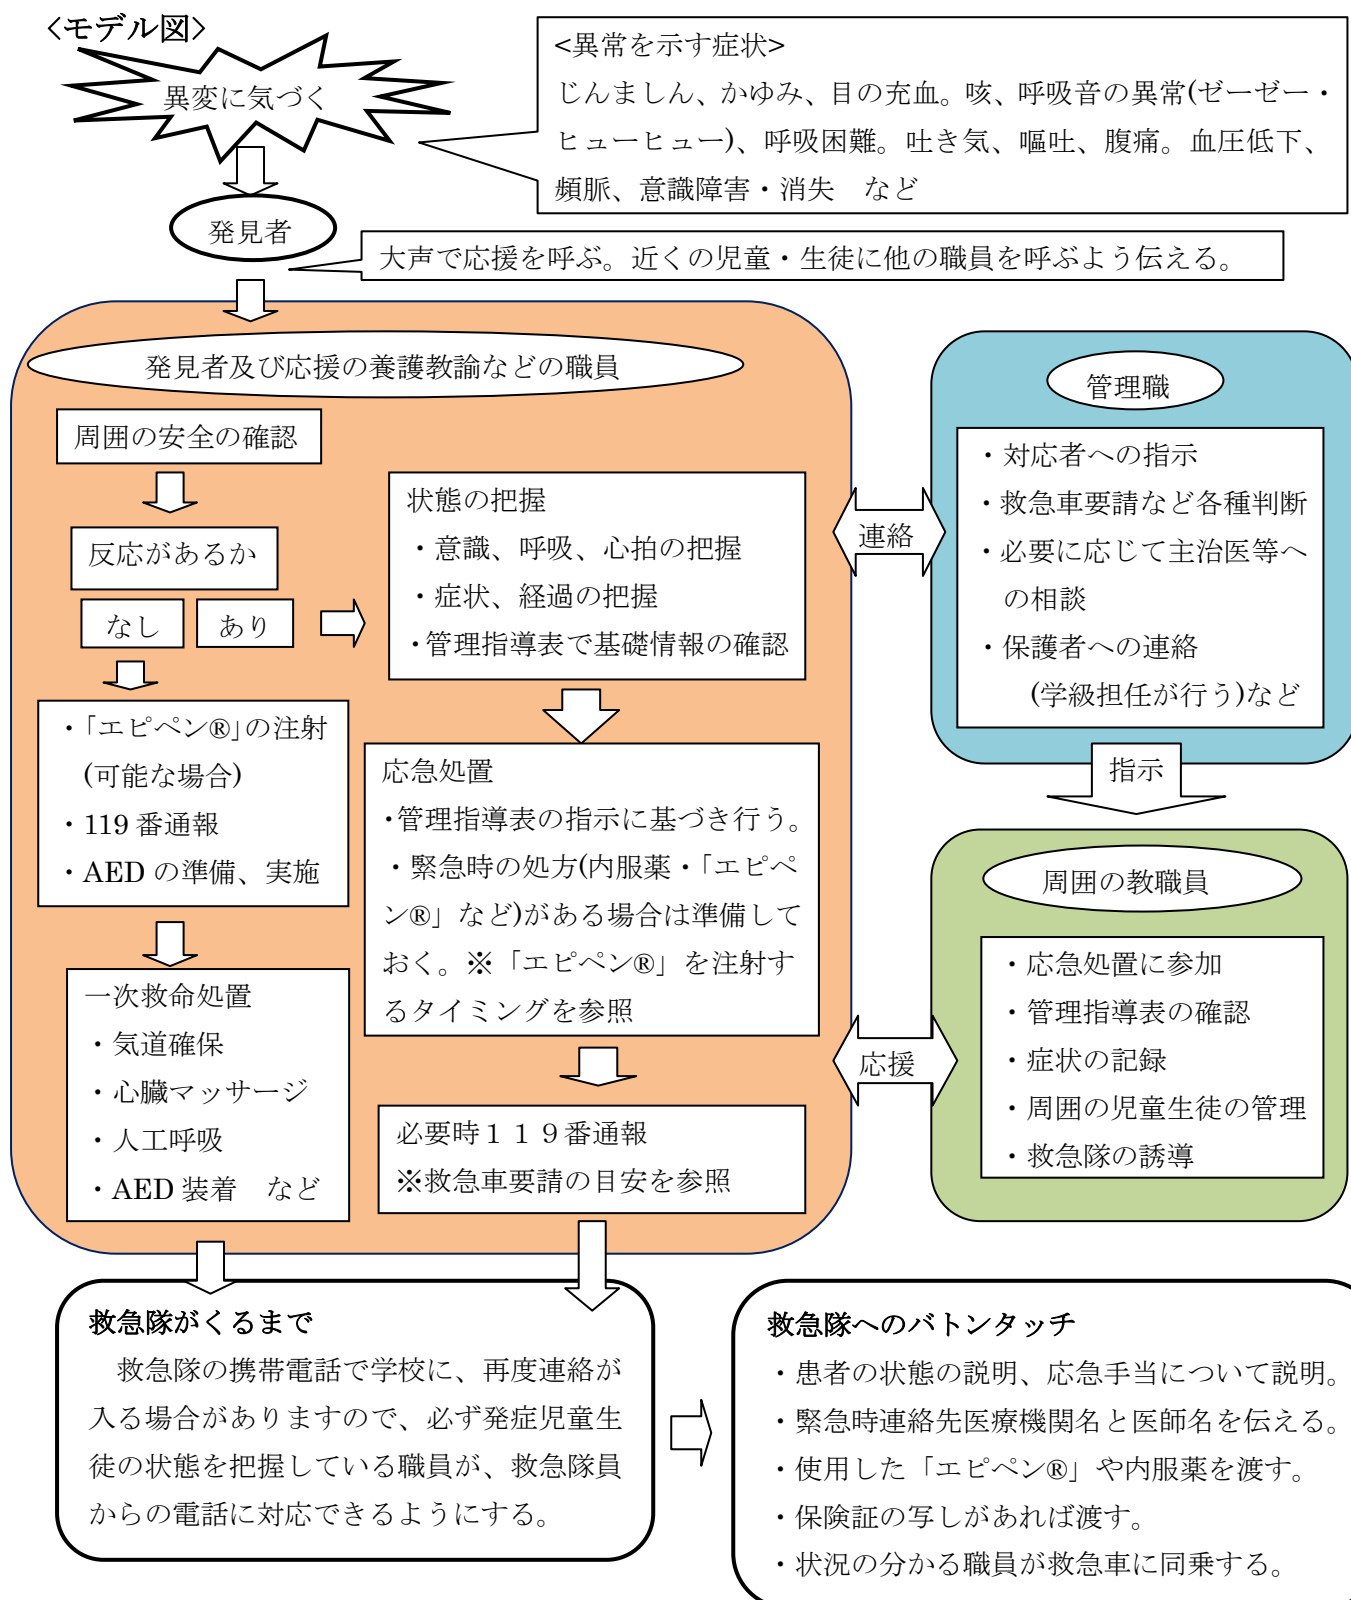 <モデル図>
異変に気づく
<異常を示す症状>
じんましん、かゆみ、目の充血。咳、呼吸音の異常(ゼーゼー・
ヒューヒュー)、呼吸困難。吐き気、嘔吐、腹痛。血圧低下、
頻脈、意識障害・消失　など
発見者
大声で応援を呼ぶ。近くの児童・生徒に他の職員を呼ぶよう伝える。
発見者及び応援の養護教諭などの職員
周囲の安全の確認
反応があるか
なし
あり
状態の把握
・意識、呼吸、心拍の把握
・症状、経過の把握
・管理指導表で基礎情報の確認
・「エピペン®」の注射
(可能な場合)
・119 番通報
・AED の準備、実施
応急処置
・管理指導表の指示に基づき行う。
・緊急時の処方(内服薬・「エピペ
ン®」など)がある場合は準備して
おく。※「エピペン®」を注射す
るタイミングを参照
一次救命処置
・気道確保
・心臓マッサージ
・人工呼吸
・AED 装着　など
必要時１１９番通報
※救急車要請の目安を参照
連絡
管理職
・対応者への指示
・救急車要請など各種判断
・必要に応じて主治医等へ
の相談
・保護者への連絡
(学級担任が行う)など
指示
応援
周囲の教職員
・応急処置に参加
・管理指導表の確認
・症状の記録
・周囲の児童生徒の管理
・救急隊の誘導
救急隊がくるまで
救急隊の携帯電話で学校に、再度連絡が
入る場合がありますので、必ず発症児童生
徒の状態を把握している職員が、救急隊員
からの電話に対応できるようにする。
救急隊へのバトンタッチ
・患者の状態の説明、応急手当について説明。
・緊急時連絡先医療機関名と医師名を伝える。
・使用した「エピペン®」や内服薬を渡す。
・保険証の写しがあれば渡す。
・状況の分かる職員が救急車に同乗する。